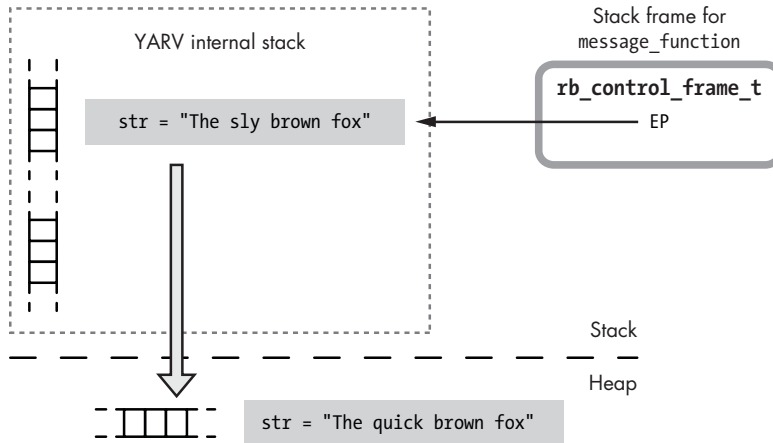 YARV internal stack
Stack frame for
message_function
rb_control_frame_t
EP
str = "The sly brown fox"
Stack
Heap
str = "The quick brown fox"